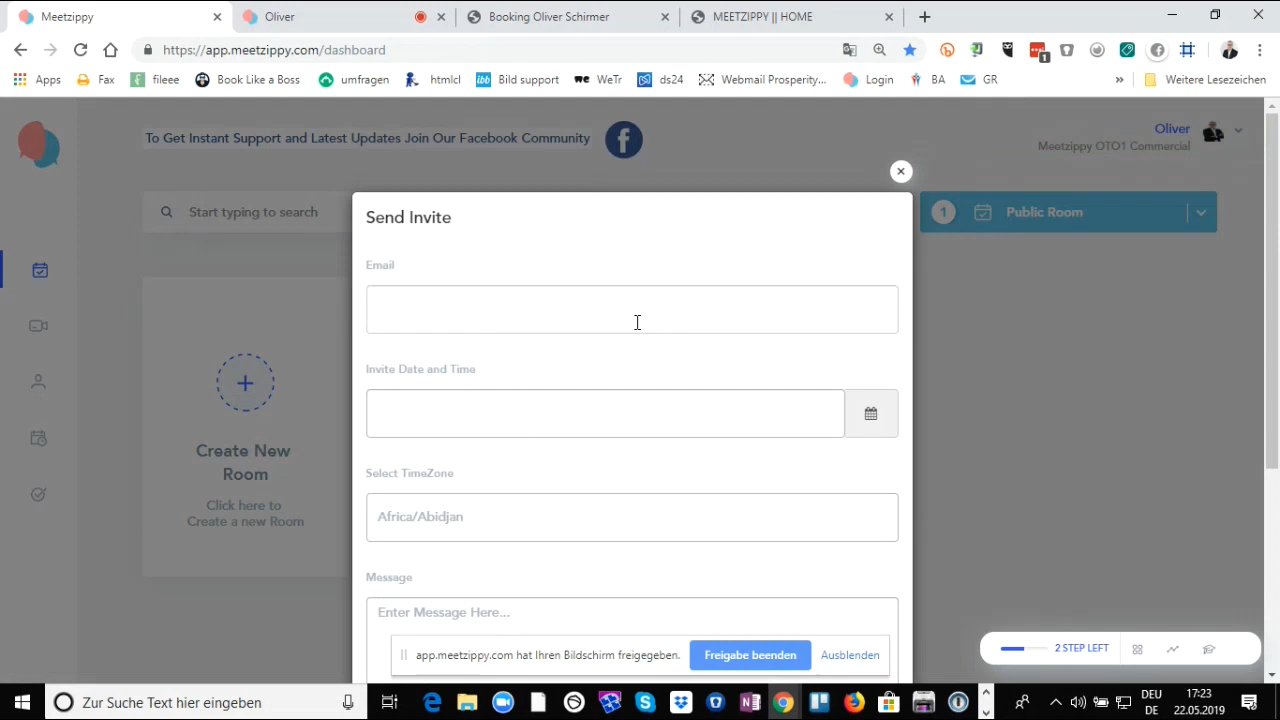 Meetzippy
Oliver
Booking Oliver Schirmer
MEETZIPPY || HOME
https://app.meetzippy.com/dashboard
1
Apps
Fax
fileee
Book Like a Boss
umfragen
htmlcl
ibb Bild support
we WeTr
ds24
Webmail Prosperity...
Login
BA
GR
»
Weitere Lesezeichen
To Get Instant Support and Latest Updates Join Our Facebook Community
f
Oliver
Meetzippy OTO1 Commercial
Start typing to search
1
Public Room
Create New
Room
Click here to
Create a new Room
Send Invite
Email
Invite Date and Time
Select TimeZone
Africa/Abidjan
Message
Enter Message Here...
app.meetzippy.com hat Ihren Bildschirm freigegeben.
Freigabe beenden
Ausblenden
2 STEP LEFT
Zur Suche Text hier eingeben
DEU
DE
17:23
22.05.2019